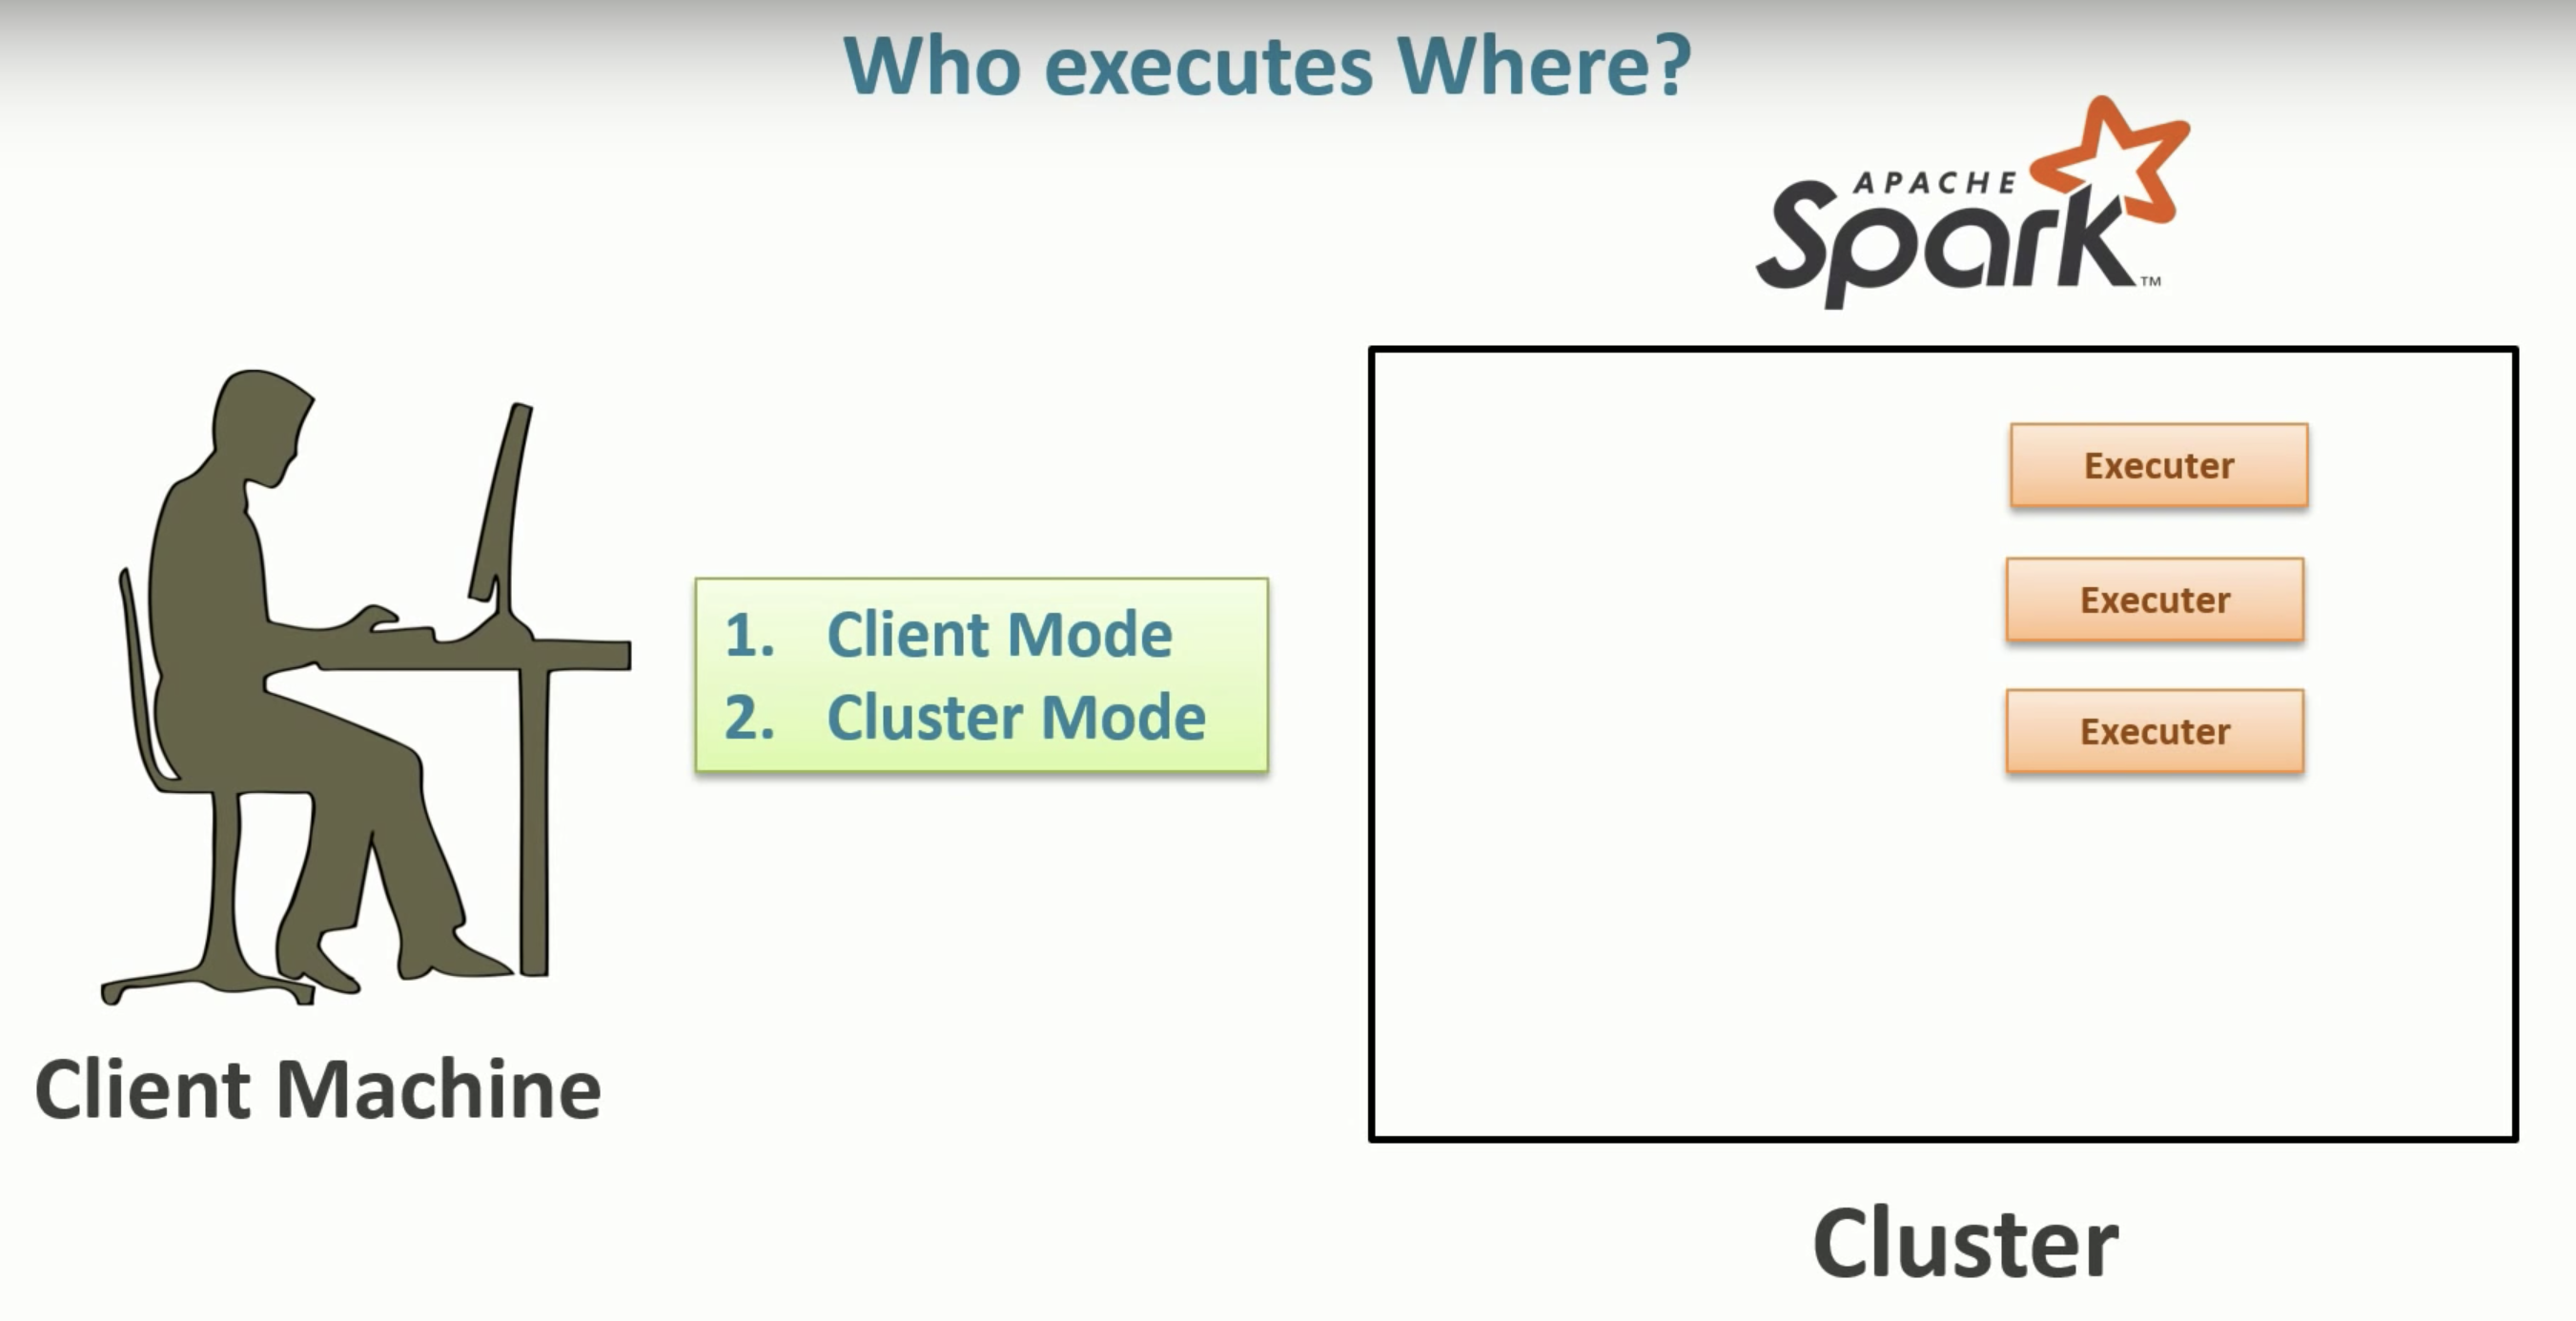 Who executes Where?
APACHE
Spark™
Executer
Executer
1. Client Mode
Executer
2. Cluster Mode
Client Machine
Cluster